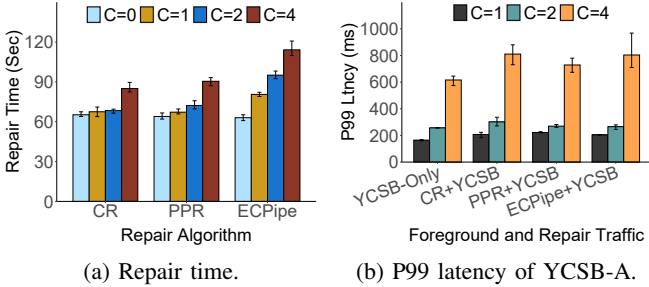 C=0 C=1 C=2 C=4
Repair Time (Sec)
120
90
60
30
0
CR PPR ECPipe
Repair Algorithm
(a) Repair time.
C=1 C=2 C=4
P99 Ltncy (ms)
1000
800
600
400
200
0
YCSB-Only CR+YCSB PPR+YCSB ECPipe+YCSB
Foreground and Repair Traffic
(b) P99 latency of YCSB-A.